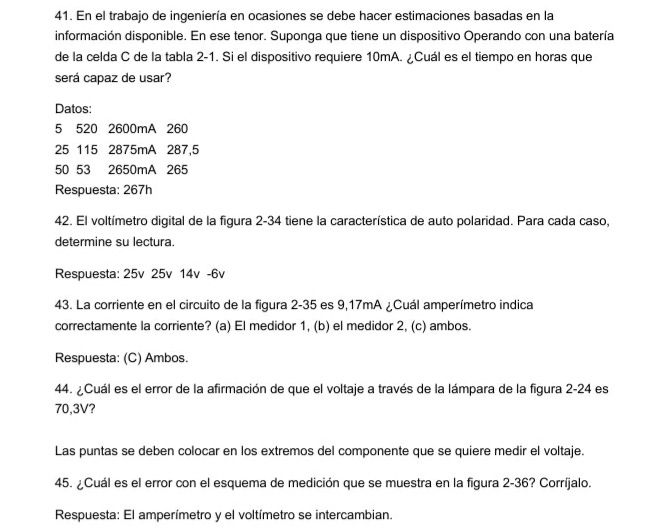 41. En el trabajo de ingeniería en ocasiones se debe hacer estimaciones basadas en la
información disponible. En ese tenor. Suponga que tiene un dispositivo Operando con una batería
de la celda C de la tabla 2-1. Si el dispositivo requiere 10mA. ¿Cuál es el tiempo en horas que
será capaz de usar?
Datos:
5 520 2600mA 260
25 115 2875mA 287,5
50 53 2650mA 265
Respuesta: 267h
42. El voltímetro digital de la figura 2-34 tiene la característica de auto polaridad. Para cada caso,
determine su lectura.
Respuesta: 25v 25v 14v -6v
43. La corriente en el circuito de la figura 2-35 es 9,17mA ¿Cuál amperímetro indica
correctamente la corriente? (a) El medidor 1, (b) el medidor 2, (c) ambos.
Respuesta: (C) Ambos.
44. ¿Cuál es el error de la afirmación de que el voltaje a través de la lámpara de la figura 2-24 es
70,3V?
Las puntas se deben colocar en los extremos del componente que se quiere medir el voltaje.
45. ¿Cuál es el error con el esquema de medición que se muestra en la figura 2-36? Corríjalo.
Respuesta: El amperímetro y el voltímetro se intercambian.